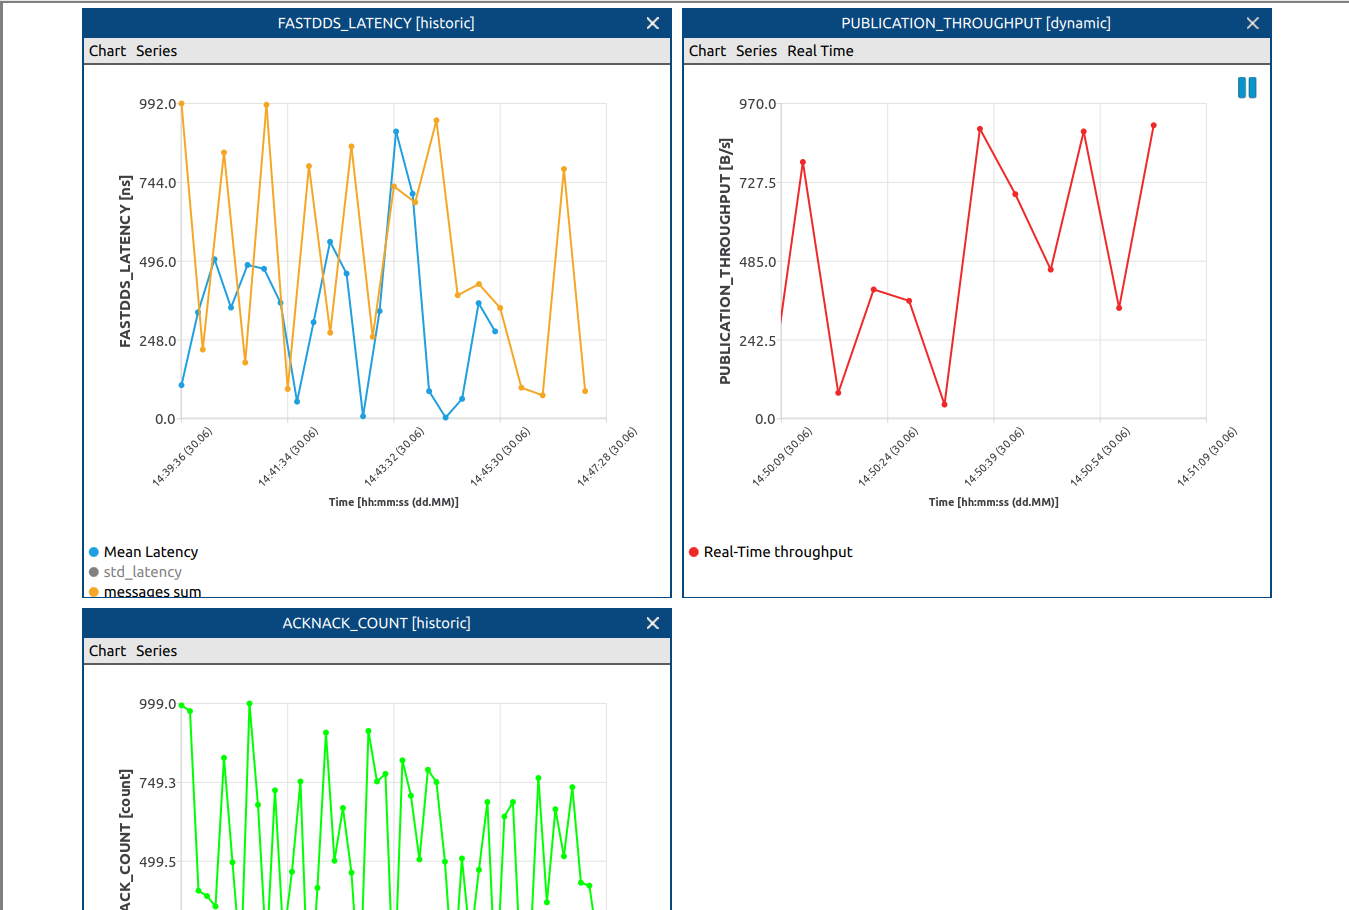 FASTDDS_LATENCY [historic]
Chart Series
992.0
744.0
496.0
248.0
0.0
FASTDDS_LATENCY [ns]
14:39:36 (30.06)
14:41:34 (30.06)
14:43:32 (30.06)
14:45:30 (30.06)
14:47:28 (30.06)
Time [hh:mm:ss (dd.MM)]
Mean Latency
std_latency
messages sum
PUBLICATION_THROUGHPUT [dynamic]
Chart Series Real Time
970.0
727.5
485.0
242.5
0.0
PUBLICATION_THROUGHPUT [B/s]
14:50:09 (30.06)
14:50:24 (30.06)
14:50:39 (30.06)
14:50:54 (30.06)
14:51:09 (30.06)
Time [hh:mm:ss (dd.MM)]
Real-Time throughput
ACKNACK_COUNT [historic]
Chart Series
999.0
749.3
499.5
ACK_COUNT [count]